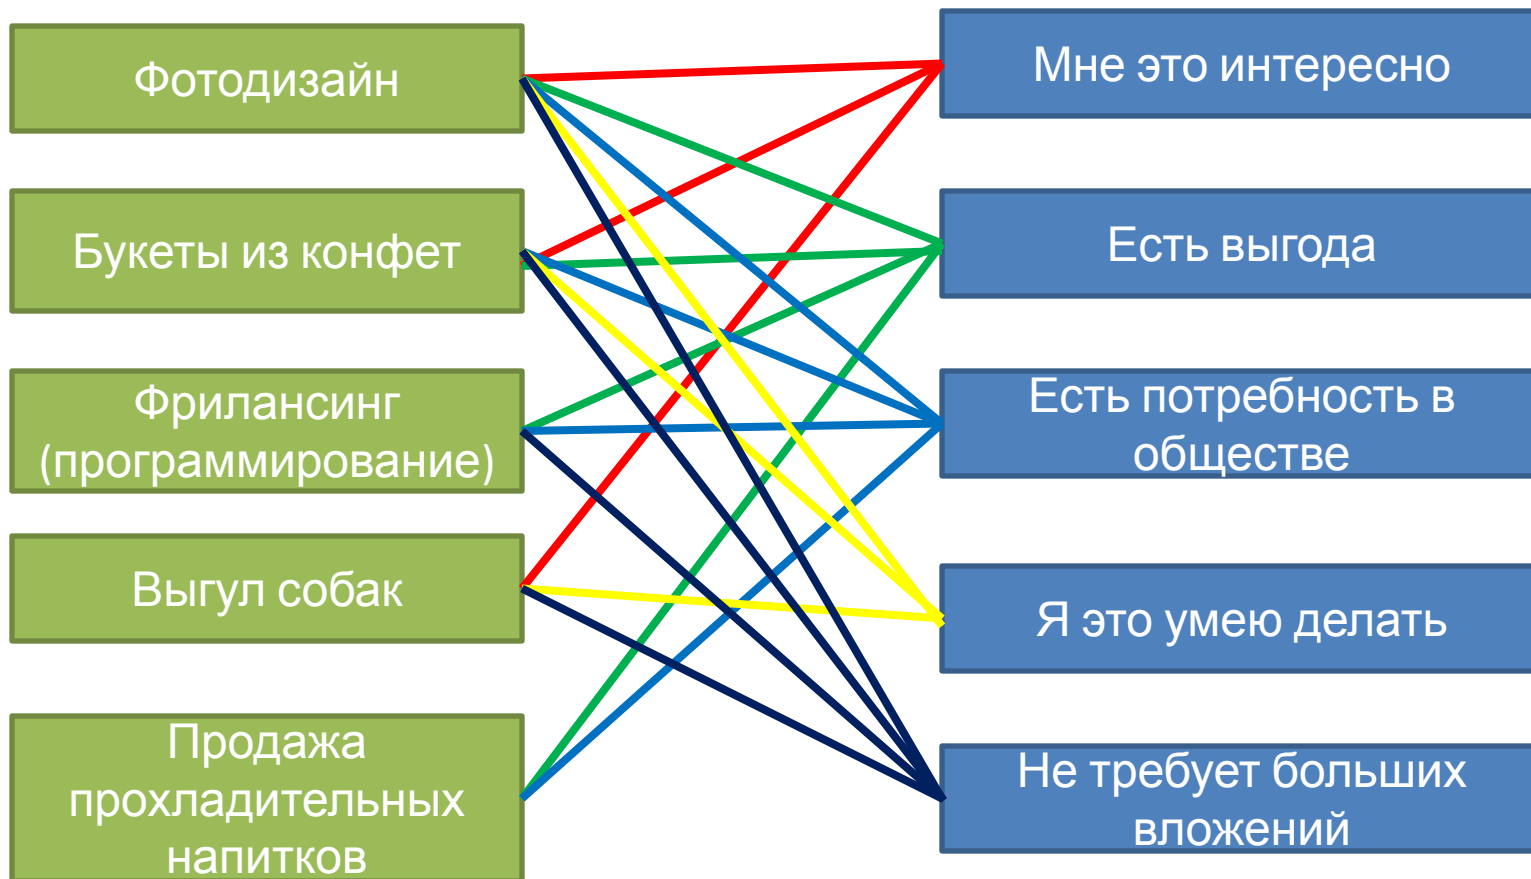 Фотодизайн
Букеты из конфет
Фрилансинг
(программирование)
Выгул собак
Продажа
прохладительных
напитков
Мне это интересно
Есть выгода
Есть потребность в
обществе
Я это умею делать
Не требует больших
вложений